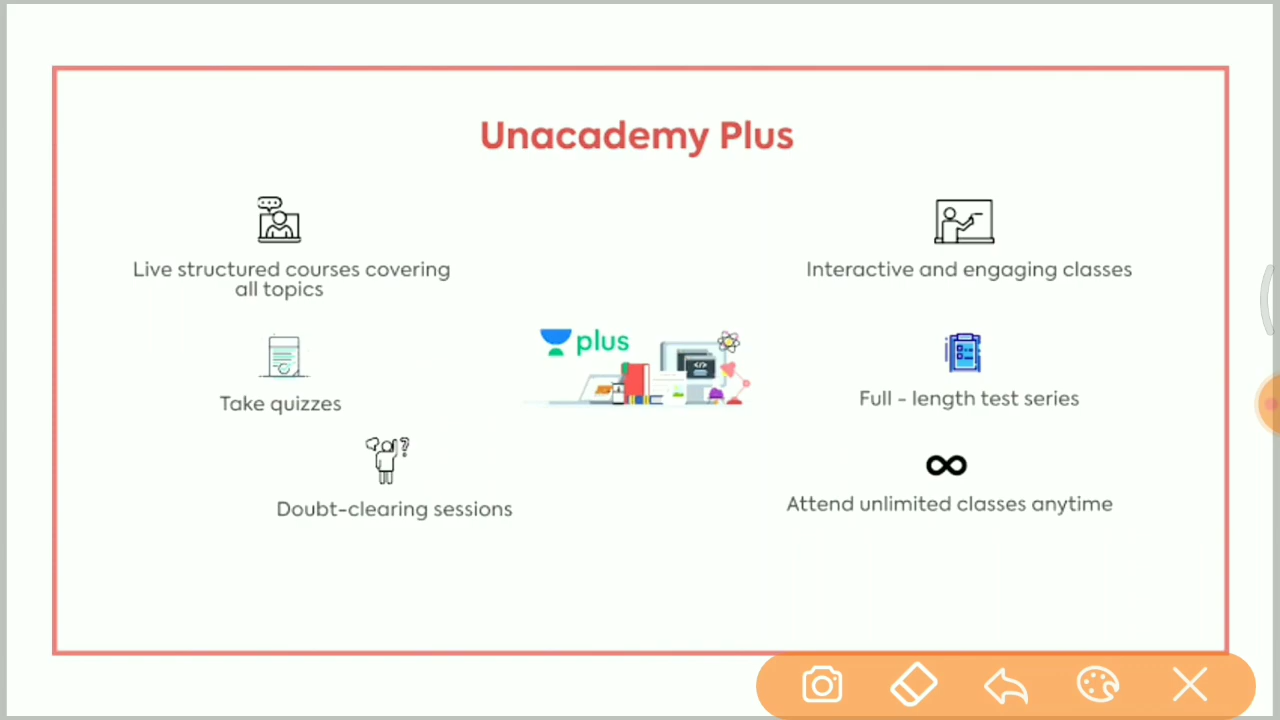 Unacademy Plus
Live structured courses covering
all topics
Interactive and engaging classes
plus
Take quizzes
Full - length test series
Doubt-clearing sessions
Attend unlimited classes anytime